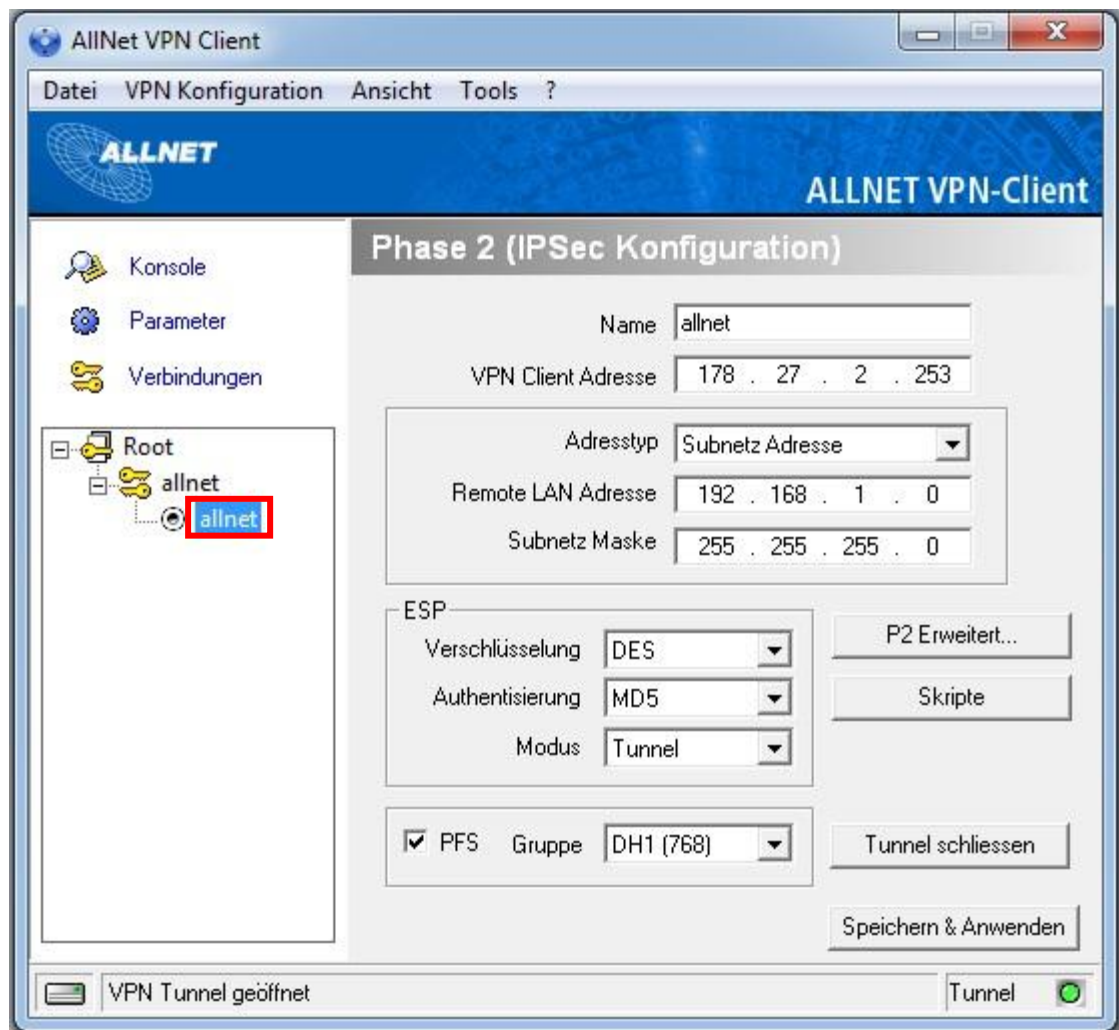 AllNet VPN Client
Datei VPN Konfiguration Ansicht Tools ?
ALLNET
ALLNET VPN-Client
Konsole
Parameter
Verbindungen
Root
allnet
allnet
Phase 2 (IPSec Konfiguration)
Name allnet
VPN Client Adresse 178 . 27 . 2 . 253
Adresstyp Subnetz Adresse
Remote LAN Adresse 192 . 168 . 1 . 0
Subnetz Maske 255 . 255 . 255 . 0
ESP
Verschlüsselung DES
Authentisierung MD5
Modus Tunnel
P2 Erweitert...
Skripte
PFS Gruppe DH1 (768)
Tunnel schliessen
Speichern & Anwenden
VPN Tunnel geöffnet
Tunnel